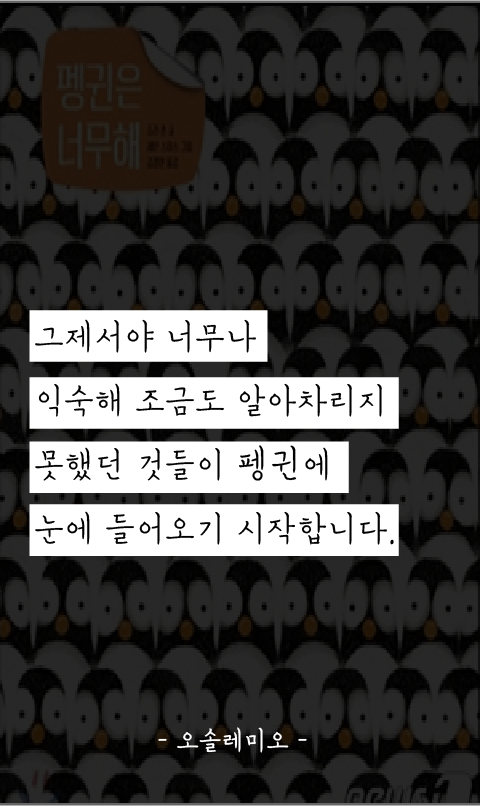 펭귄은
너무해
그제서야 너무나
익숙해 조금도 알아차리지
못했던 것들이 펭귄에
눈에 들어오기 시작합니다.
- 오솔레미오 -